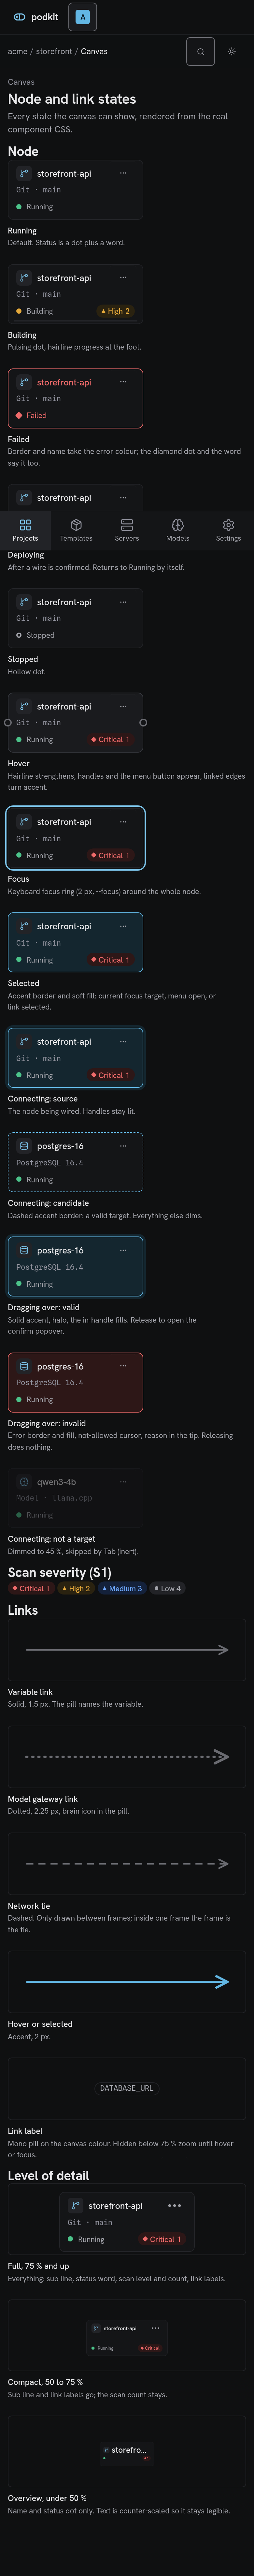 podkit
A
acme / storefront / Canvas
Canvas
Node and link states
Every state the canvas can show, rendered from the real
component CSS.
Node
storefront-api
Git · main
Running
Running
Default. Status is a dot plus a word.
storefront-api
Git · main
Building
High 2
Building
Pulsing dot, hairline progress at the foot.
storefront-api
Git · main
Failed
Failed
Border and name take the error colour; the diamond dot and the word
say it too.
storefront-api
Projects
Templates
Servers
Models
Settings
Deploying
After a wire is confirmed. Returns to Running by itself.
storefront-api
Git · main
Stopped
Stopped
Hollow dot.
storefront-api
Git · main
Running
Critical 1
Hover
Hairline strengthens, handles and the menu button appear, linked edges
turn accent.
storefront-api
Git · main
Running
Critical 1
Focus
Keyboard focus ring (2 px, --focus) around the whole node.
storefront-api
Git · main
Running
Critical 1
Selected
Accent border and soft fill: current focus target, menu open, or
link selected.
storefront-api
Git · main
Running
Critical 1
Connecting: source
The node being wired. Handles stay lit.
postgres-16
PostgreSQL 16.4
Running
Connecting: candidate
Dashed accent border: a valid target. Everything else dims.
postgres-16
PostgreSQL 16.4
Running
Dragging over: valid
Solid accent, halo, the in-handle fills. Release to open the
confirm popover.
postgres-16
PostgreSQL 16.4
Running
Dragging over: invalid
Error border and fill, not-allowed cursor, reason in the tip. Releasing
does nothing.
qwen3-4b
Model · llama.cpp
Running
Connecting: not a target
Dimmed to 45 %, skipped by Tab (inert).
Scan severity (S1)
Critical 1
High 2
Medium 3
Low 4
Links
Variable link
Solid, 1.5 px. The pill names the variable.
Model gateway link
Dotted, 2.25 px, brain icon in the pill.
Network tie
Dashed. Only drawn between frames; inside one frame the frame is
the tie.
Hover or selected
Accent, 2 px.
DATABASE_URL
Link label
Mono pill on the canvas colour. Hidden below 75 % zoom until hover
or focus.
Level of detail
storefront-api
Git · main
Running
Critical 1
Full, 75 % and up
Everything: sub line, status word, scan level and count, link labels.
storefront-api
Running
Critical
Compact, 50 to 75 %
Sub line and link labels go; the scan count stays.
storefro...
Overview, under 50 %
Name and status dot only. Text is counter-scaled so it stays legible.